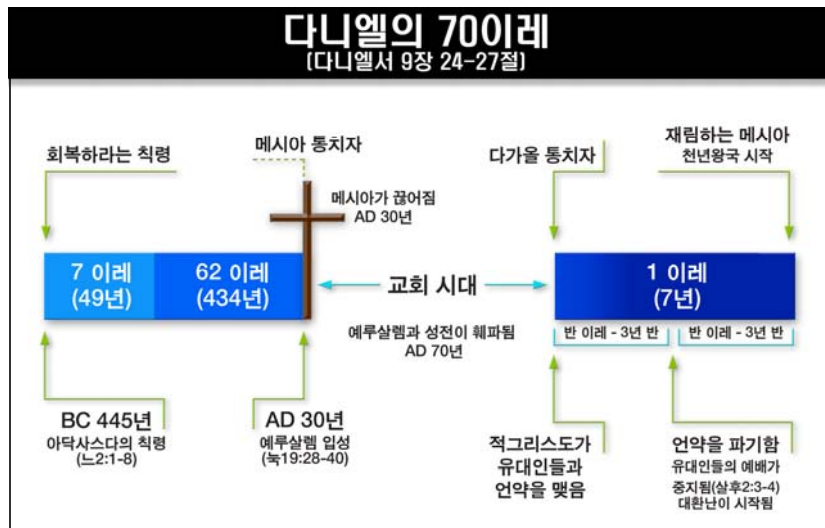 다니엘의 70이레
(다니엘서 9장 24-27절)
회복하라는 칙령
메시아 통치자
메시아가 끊어짐
AD 30년
다가올 통치자
재림하는 메시아
천년왕국 시작
7 이레
(49년)
62 이레
(434년)
교회 시대
1 이레
(7년)
예루살렘과 성전이 훼파됨
AD 70년
반 이레 - 3년 반
반 이레 - 3년 반
BC 445년
아닥사스다의 칙령
(느2:1-8)
AD 30년
예루살렘 입성
(눅19:28-40)
적그리스도가
유대인들과
언약을 맺음
언약을 파기함
유대인들의 예배가
중지됨(살후2:3-4)
대환난이 시작됨